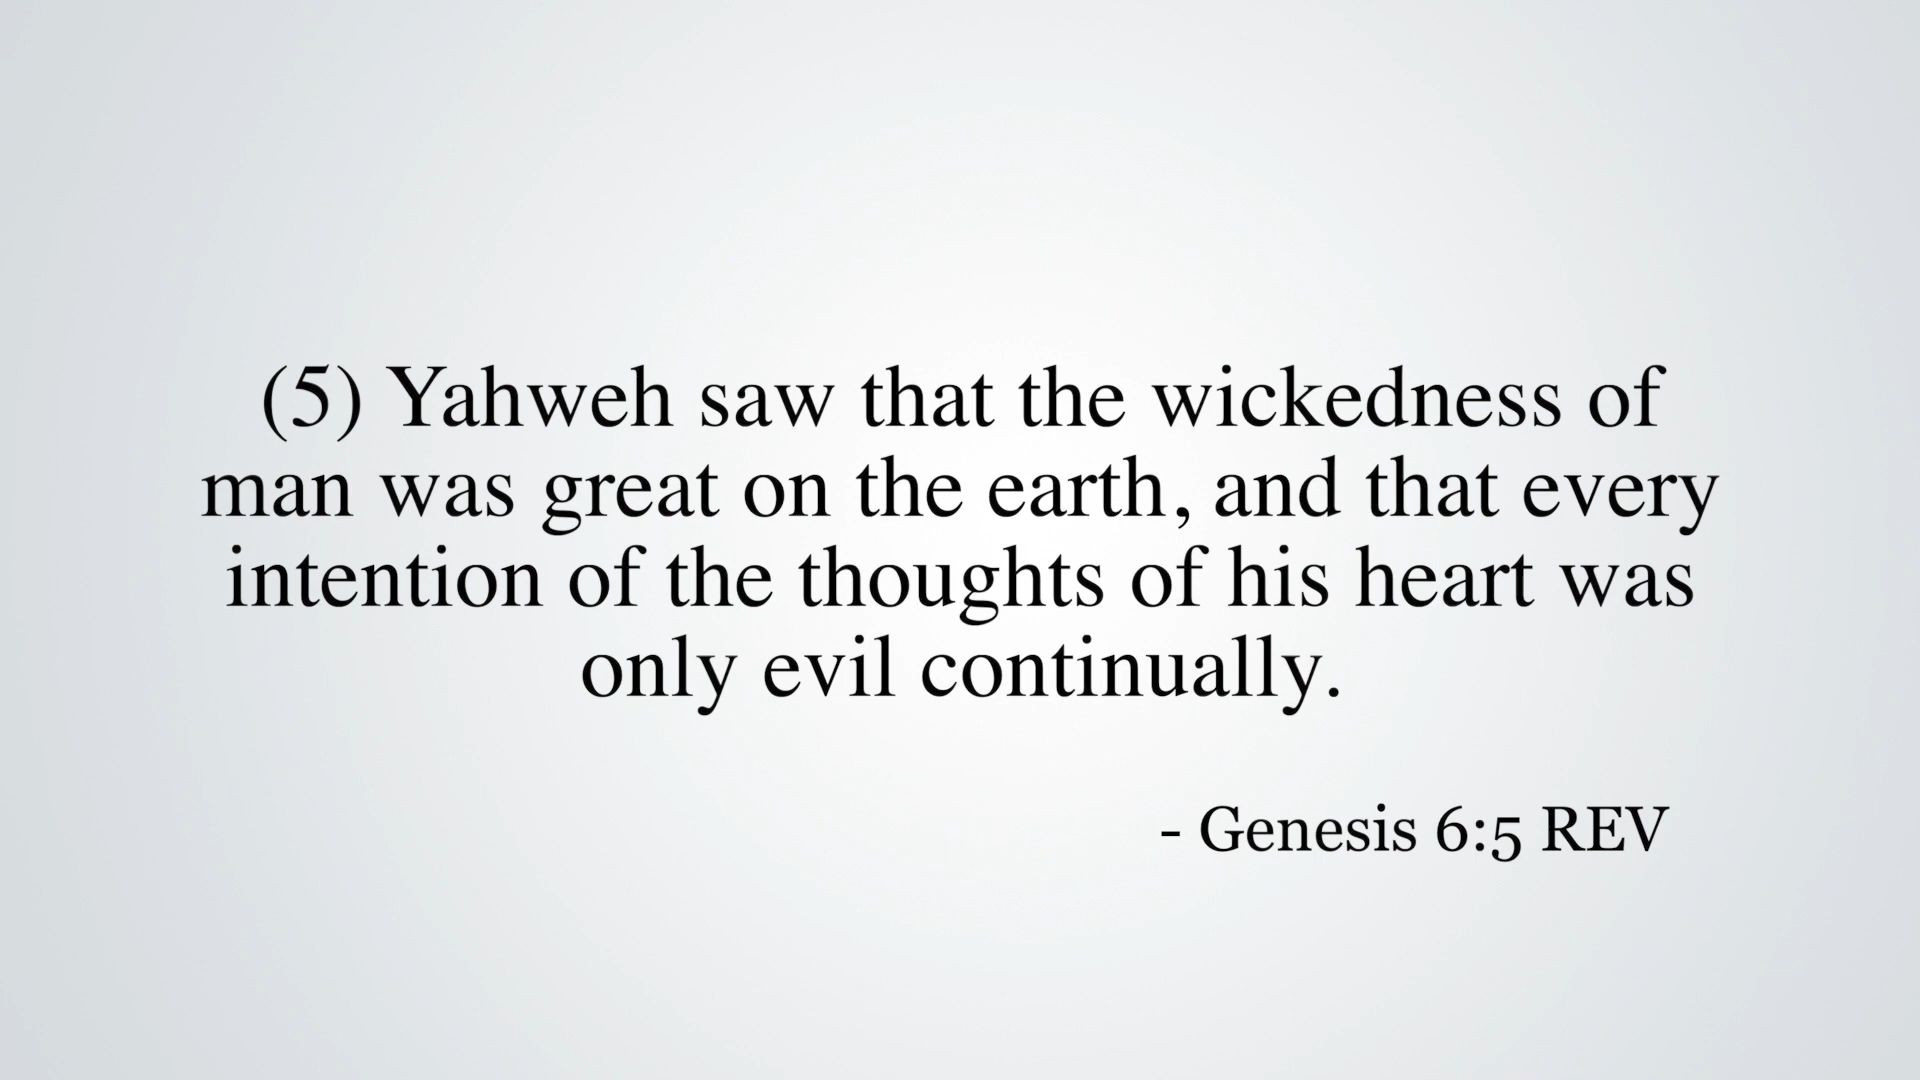 (5) Yahweh saw that the wickedness of
man was great on the earth, and that every
intention of the thoughts of his heart was
only evil continually.
- Genesis 6:5 REV